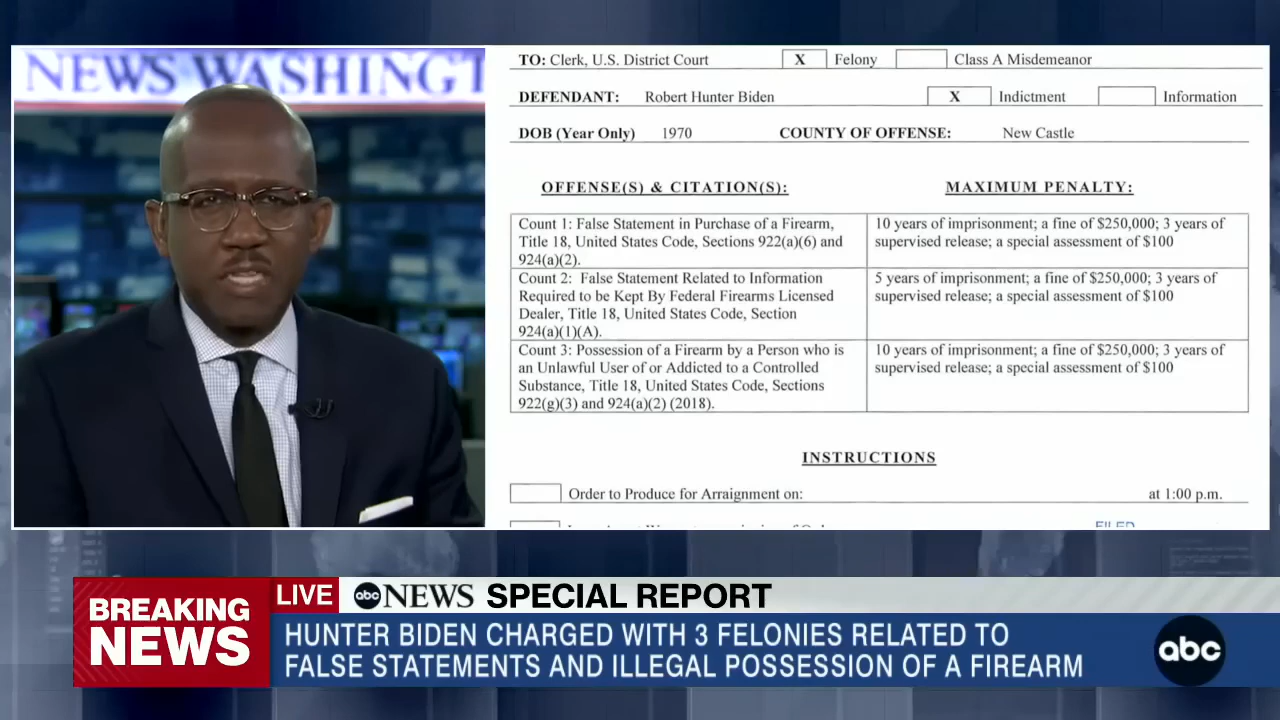 NEWS WASHINGT
TO: Clerk, U.S. District Court X Felony Class A Misdemeanor
DEFENDANT: Robert Hunter Biden X Indictment Information
DOB (Year Only) 1970 COUNTY OF OFFENSE: New Castle
OFFENSE(S) & CITATION(S): MAXIMUM PENALTY:
Count 1: False Statement in Purchase of a Firearm,
Title 18, United States Code, Sections 922(a)(6) and
924(a)(2).
10 years of imprisonment; a fine of $250,000; 3 years of
supervised release; a special assessment of $100
Count 2: False Statement Related to Information
Required to be Kept By Federal Firearms Licensed
Dealer, Title 18, United States Code, Section
924(a)(1)(A).
5 years of imprisonment; a fine of $250,000; 3 years of
supervised release; a special assessment of $100
Count 3: Possession of a Firearm by a Person who is
an Unlawful User of or Addicted to a Controlled
Substance, Title 18, United States Code, Sections
922(g)(3) and 924(a)(2) (2018).
10 years of imprisonment; a fine of $250,000; 3 years of
supervised release; a special assessment of $100
INSTRUCTIONS
Order to Produce for Arraignment on: at 1:00 p.m.
FILED
BREAKING
NEWS
LIVE abc NEWS SPECIAL REPORT
HUNTER BIDEN CHARGED WITH 3 FELONIES RELATED TO
FALSE STATEMENTS AND ILLEGAL POSSESSION OF A FIREARM
abc